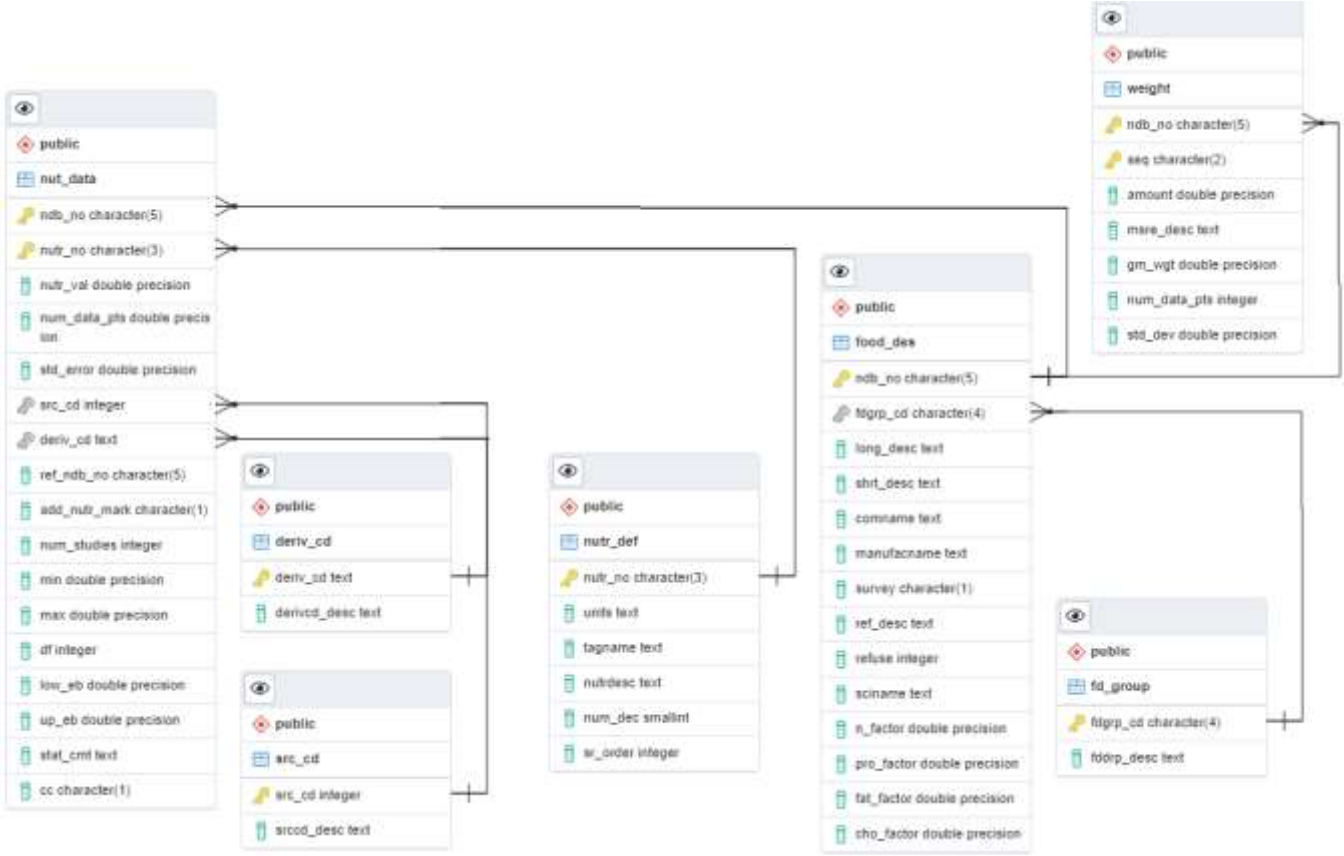 public
nut_data
ndb_no character(5)
nutr_no character(3)
nutr_val double precision
num_data_pts double precis
ion
std_error double precision
src_cd integer
deriv_cd text
ref_ndb_no character(5)
add_nutr_mark character(1)
num_studies integer
min double precision
max double precision
df integer
low_eb double precision
up_eb double precision
stat_cmt text
cc character(1)
public
deriv_cd
deriv_cd text
derivcd_desc text
public
src_cd
src_cd integer
srccd_desc text
public
nutr_def
nutr_no character(3)
units text
tagname text
nutrdesc text
num_dec smallint
sr_order integer
public
food_des
ndb_no character(5)
fdgrp_cd character(4)
long_desc text
shrt_desc text
comname text
manufacname text
survey character(1)
ref_desc text
refuse integer
sciname text
n_factor double precision
pro_factor double precision
fat_factor double precision
cho_factor double precision
public
weight
ndb_no character(5)
seq character(2)
amount double precision
msre_desc text
gm_wgt double precision
num_data_pts integer
std_dev double precision
public
fd_group
fdgrp_cd character(4)
fddrp_desc text